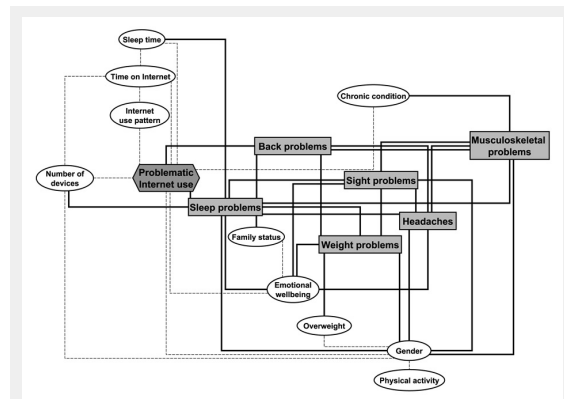 Sleep time
Time on Internet
Chronic condition
Internet
use pattern
Back problems
Musculoskeletal
problems
Number of
devices
Problematic
Internet use
Sight problems
Sleep problems
Headaches
Family status
Weight problems
Emotional
wellbeing
Overweight
Gender
Physical activity